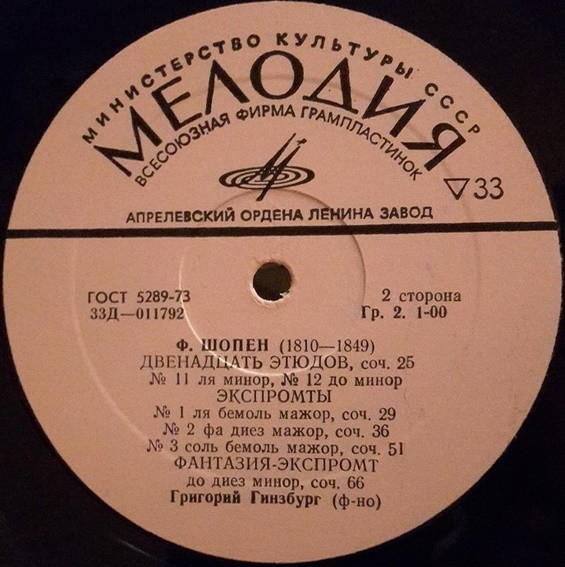 МИНИСТЕРСТВО КУЛЬТУРЫ СССР
МЕЛОДИЯ
ВСЕСОЮЗНАЯ ФИРМА ГРАМПЛАСТИНОК
▽33
АПРЕЛЕВСКИЙ ОРДЕНА ЛЕНИНА ЗАВОД
ГОСТ 5289-73
2 сторона
33Д—011792
Гр. 2. 1-00
Ф. ШОПЕН (1810—1849)
ДВЕНАДЦАТЬ ЭТЮДОВ, соч. 25
№ 11 ля минор, № 12 до минор
ЭКСПРОМТЫ
№ 1 ля бемоль мажор, соч. 29
№ 2 фа диез мажор, соч. 36
№ 3 соль бемоль мажор, соч. 51
ФАНТАЗИЯ-ЭКСПРОМТ
до диез минор, соч. 66
Григорий Гинзбург (ф-но)